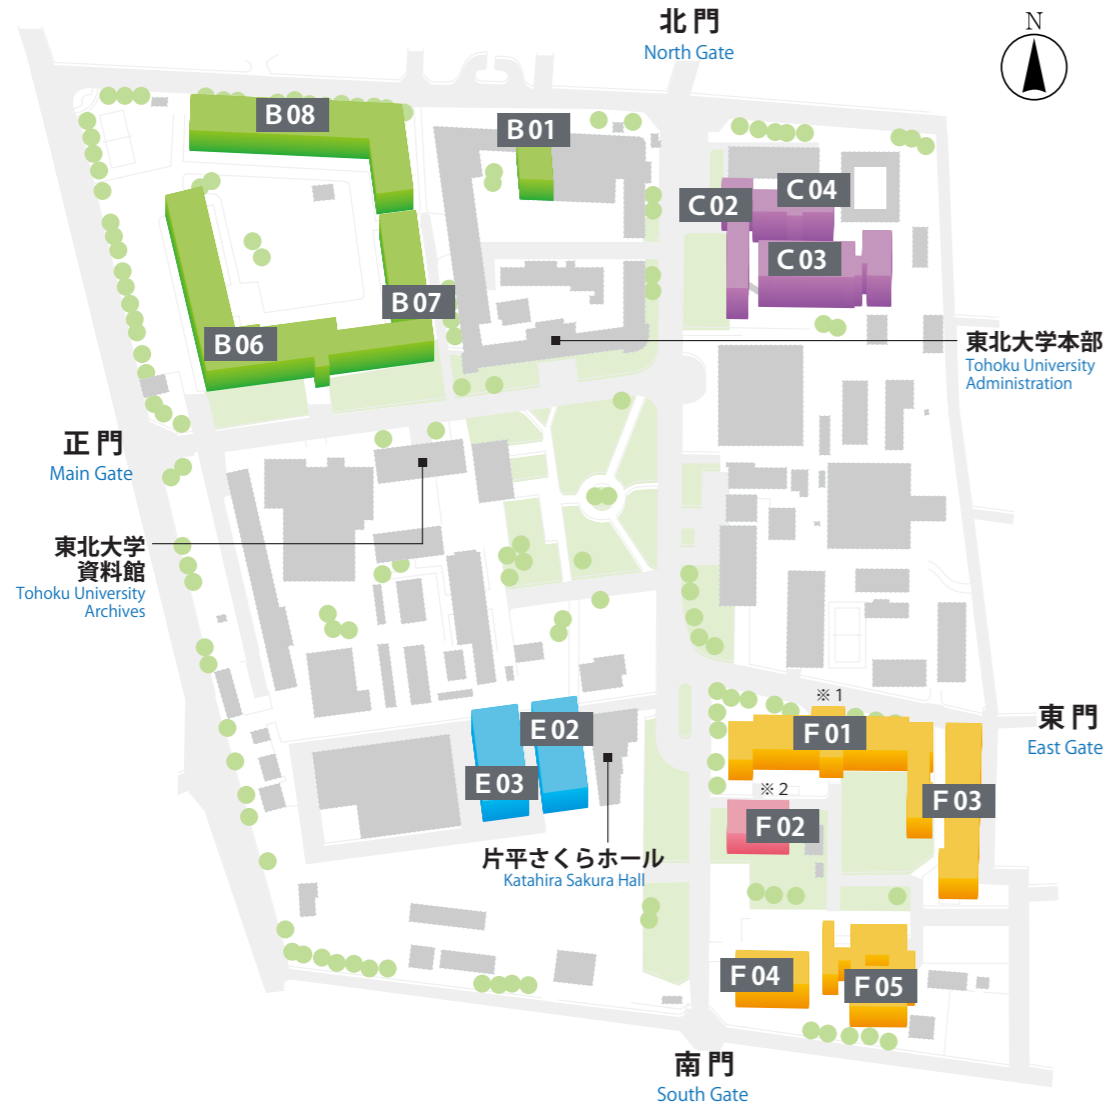 北門
North Gate
N
B08
B01
C04
C02
C03
B07
B06
東北大学本部
Tohoku University
Administration
正門
Main Gate
東北大学
資料館
Tohoku University
Archives
※1
東門
East Gate
F01
E02
E03
※2
F03
F02
片平さくらホール
Katahira Sakura Hall
F04
F05
南門
South Gate